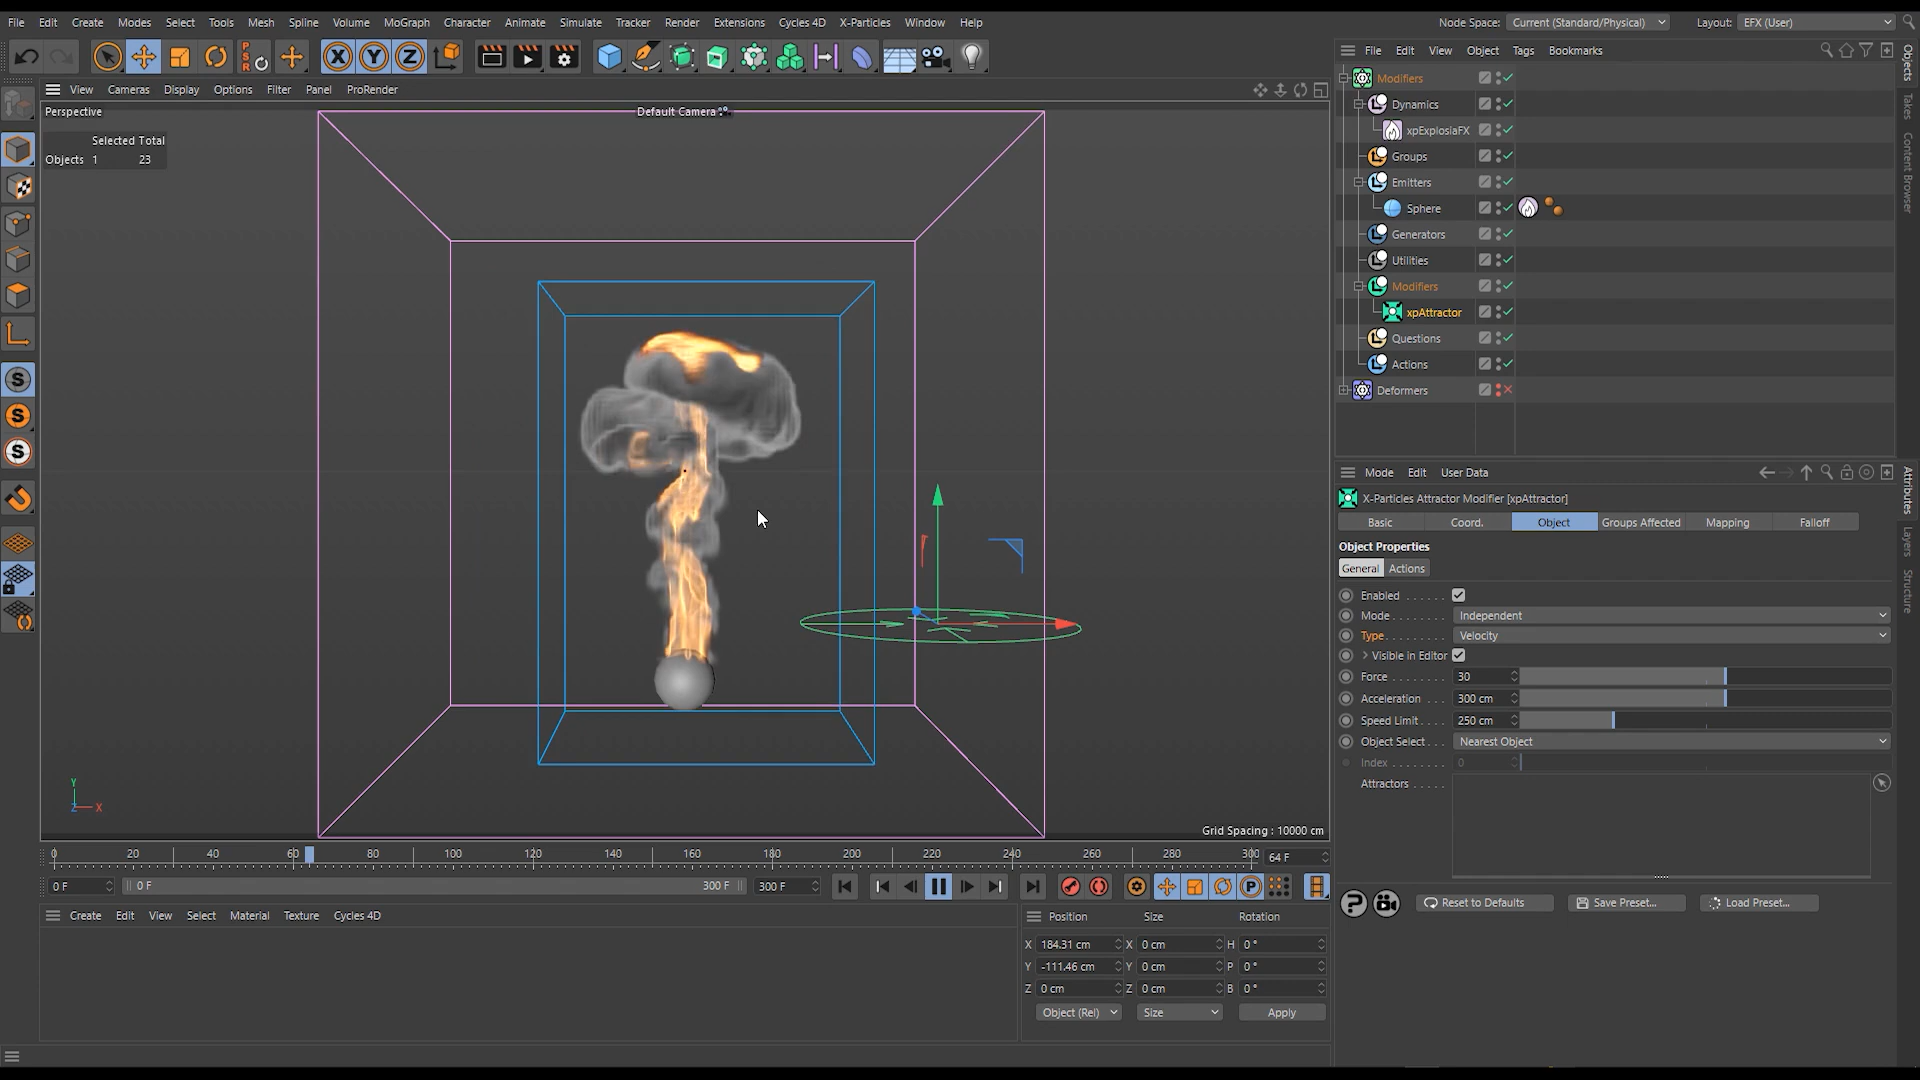 File Edit Create Modes Select Tools Mesh Spline Volume MoGraph Character Animate Simulate Tracker Render Extensions Cycles 4D X-Particles Window Help
Node Space: Current (Standard/Physical) Layout: EFX (User)
PSR X Y Z
View Cameras Display Options Filter Panel ProRender
Perspective
Default Camera
Selected Total
Objects 1 23
S
S
S
Y
Z X
Grid Spacing : 10000 cm
0 20 40 60 80 100 120 140 160 180 200 220 240 260 280 300 64 F
0 F 0 F 300 F 300 F P
Create Edit View Select Material Texture Cycles 4D
Position Size Rotation
X 184.31 cm X 0 cm H 0 °
Y -111.46 cm Y 0 cm P 0 °
Z 0 cm Z 0 cm B 0 °
Object (Rel) Size Apply
File Edit View Object Tags Bookmarks
Modifiers
Dynamics
xpExplosiaFX
Groups
Emitters
Sphere
Generators
Utilities
Modifiers
xpAttractor
Questions
Actions
Deformers
Mode Edit User Data
X-Particles Attractor Modifier [xpAttractor]
Basic Coord. Object Groups Affected Mapping Falloff
Object Properties
General Actions
Enabled . . . . . .
Mode . . . . . . . . Independent
Type . . . . . . . . Velocity
> Visible in Editor
Force . . . . . . . . 30
Acceleration . . . 300 cm
Speed Limit . . . . 250 cm
Object Select . . . Nearest Object
Index . . . . . . . . 0
Attractors . . . . .
? Reset to Defaults Save Preset... Load Preset...
Objects
Takes
Content Browser
Attributes
Layers
Structure